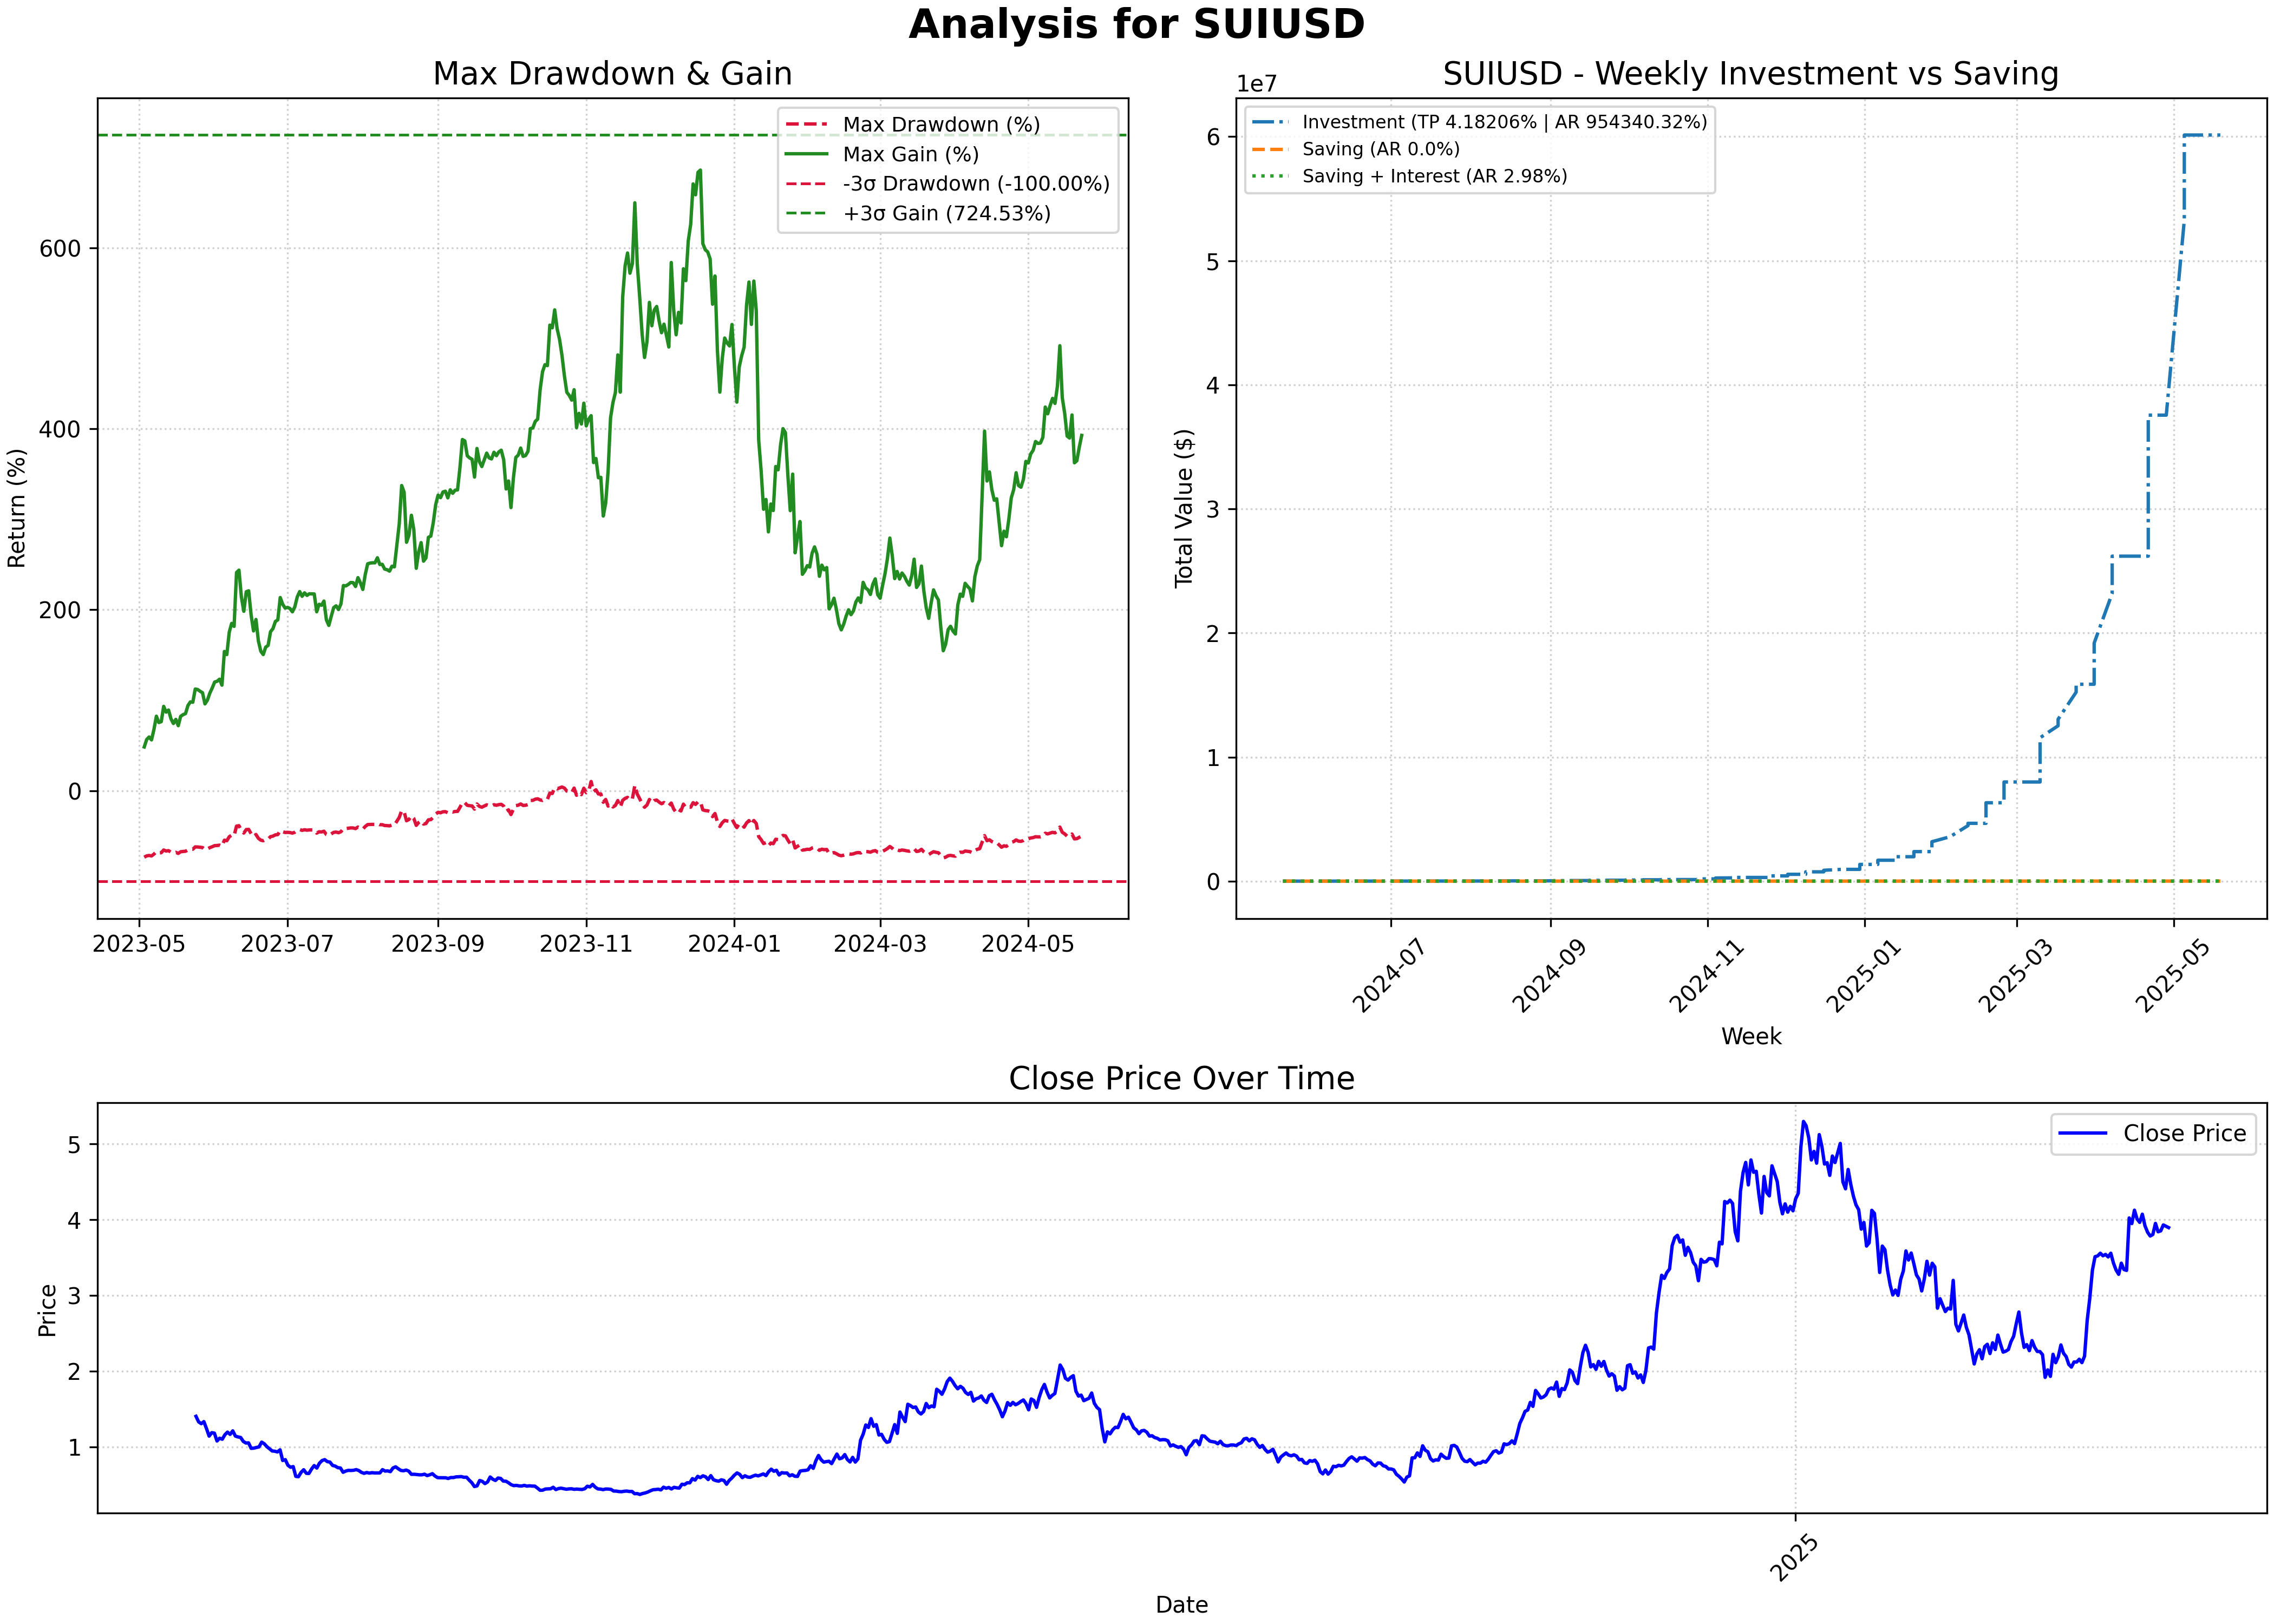 Analysis for SUIUSD
Max Drawdown & Gain
Max Drawdown (%)
Max Gain (%)
-3σ Drawdown (-100.00%)
+3σ Gain (724.53%)
Return (%)
600
400
200
0
2023-05 2023-07 2023-09 2023-11 2024-01 2024-03 2024-05
SUIUSD - Weekly Investment vs Saving
1e7
Investment (TP 4.18206% | AR 954340.32%)
Saving (AR 0.0%)
Saving + Interest (AR 2.98%)
Total Value ($)
6
5
4
3
2
1
0
2024-07 2024-09 2024-11 2025-01 2025-03 2025-05
Week
Close Price Over Time
Close Price
Price
5
4
3
2
1
2025
Date